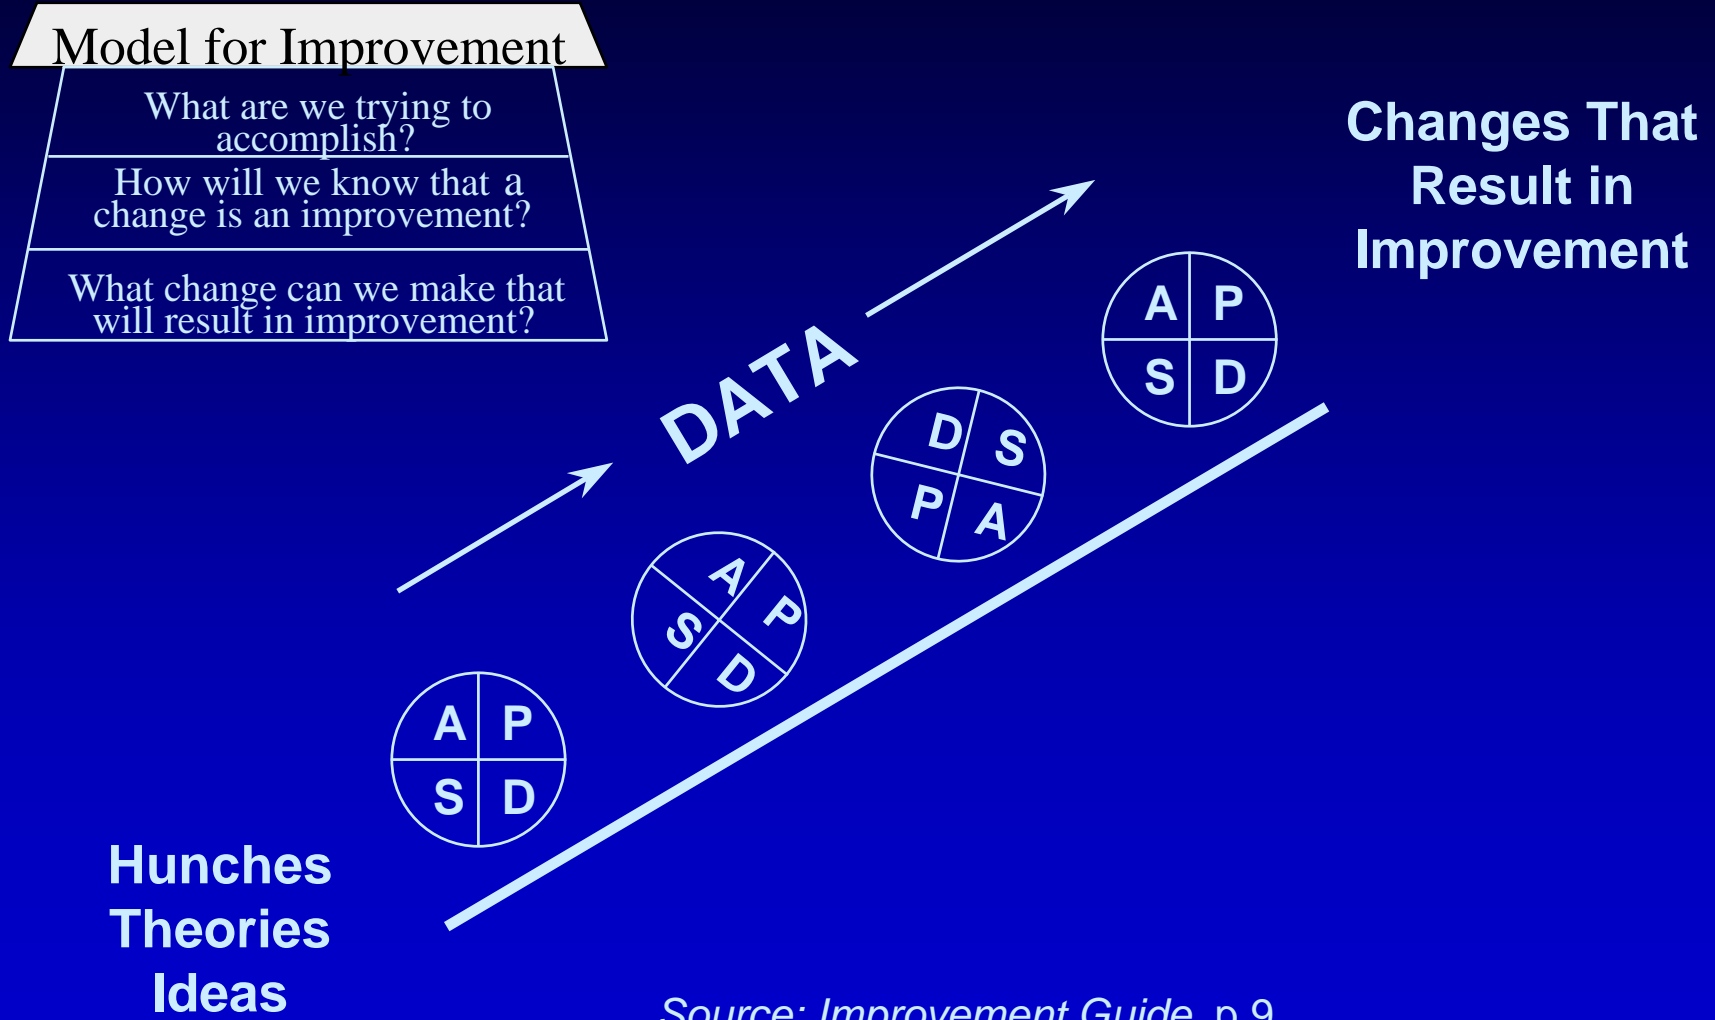 Model for Improvement
What are we trying to
accomplish?
How will we know that a
change is an improvement?
What change can we make that
will result in improvement?
Changes That
Result in
Improvement
DATA
A P
S D
D S
P A
A P
S D
A P
S D
Hunches
Theories
Ideas
Source: Improvement Guide, p.9